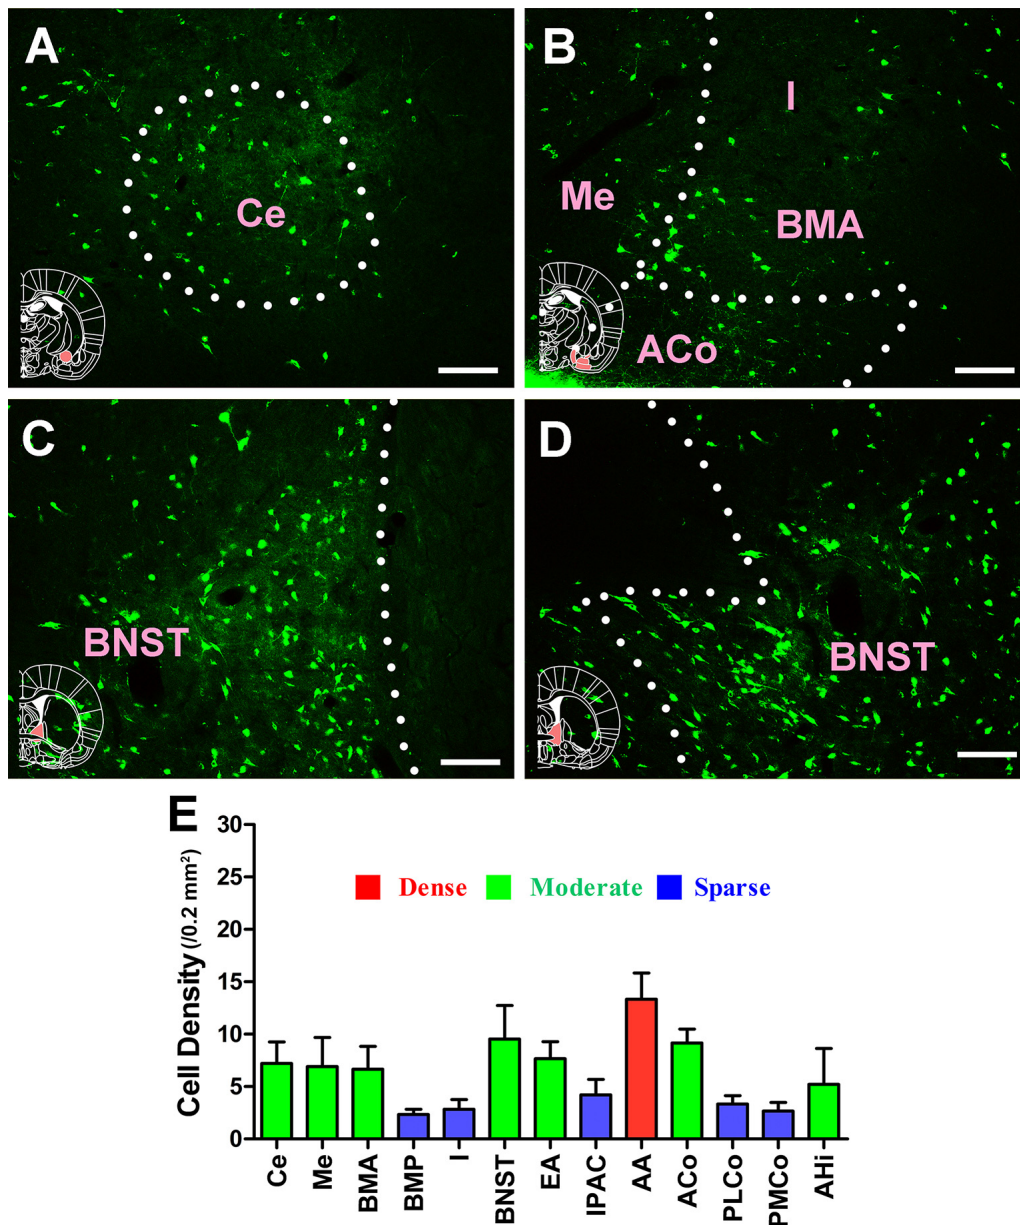 A
Ce
B
I
Me
BMA
ACo
C
BNST
D
BNST
E
30
25
20
15
10
5
0
Cell Density (/0.2 mm²)
Dense Moderate Sparse
Ce Me BMA BMP I BNST EA IPAC AA ACo PLCo PMCo AHi